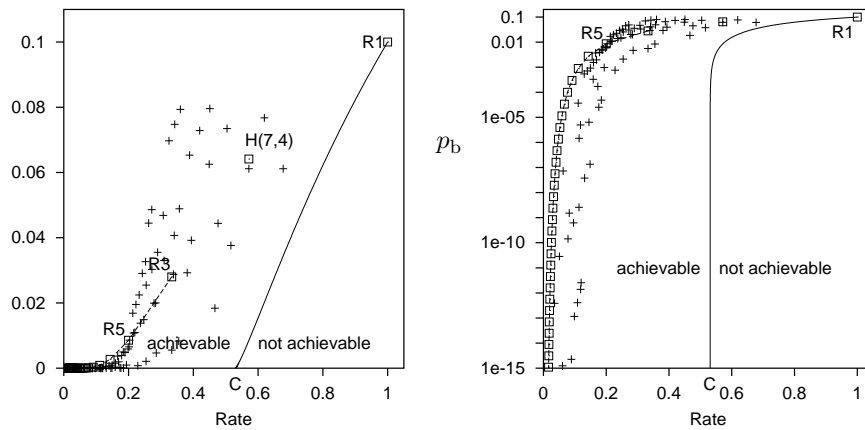 0.1
R1
0.08
H(7,4)
0.06
0.04
R3
0.02
R5
achievable
not achievable
0
0 0.2 0.4 C 0.6 0.8 1
Rate
p_b
0.1
R5
R1
0.01
1e-05
1e-10
achievable
not achievable
1e-15
0 0.2 0.4 C 0.6 0.8 1
Rate